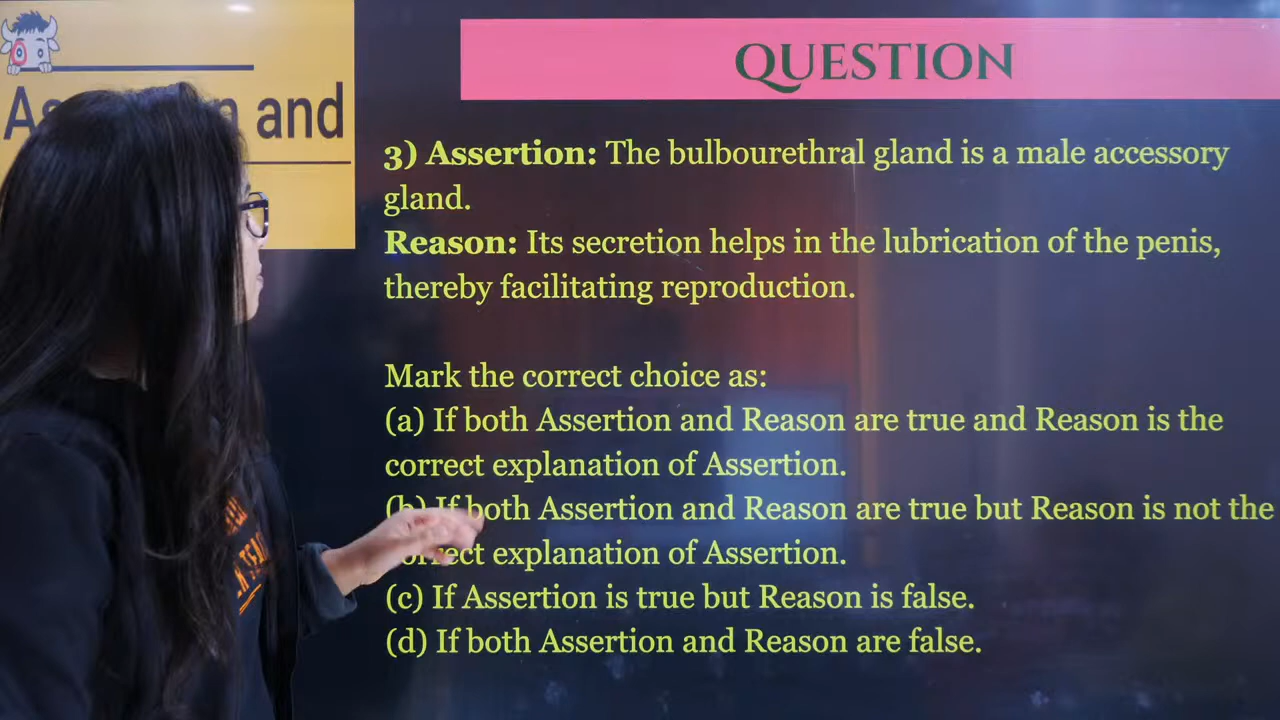 and
QUESTION
3) Assertion: The bulbourethral gland is a male accessory
gland.
Reason: Its secretion helps in the lubrication of the penis,
thereby facilitating reproduction.
Mark the correct choice as:
(a) If both Assertion and Reason are true and Reason is the
correct explanation of Assertion.
(b) If both Assertion and Reason are true but Reason is not the
correct explanation of Assertion.
(c) If Assertion is true but Reason is false.
(d) If both Assertion and Reason are false.